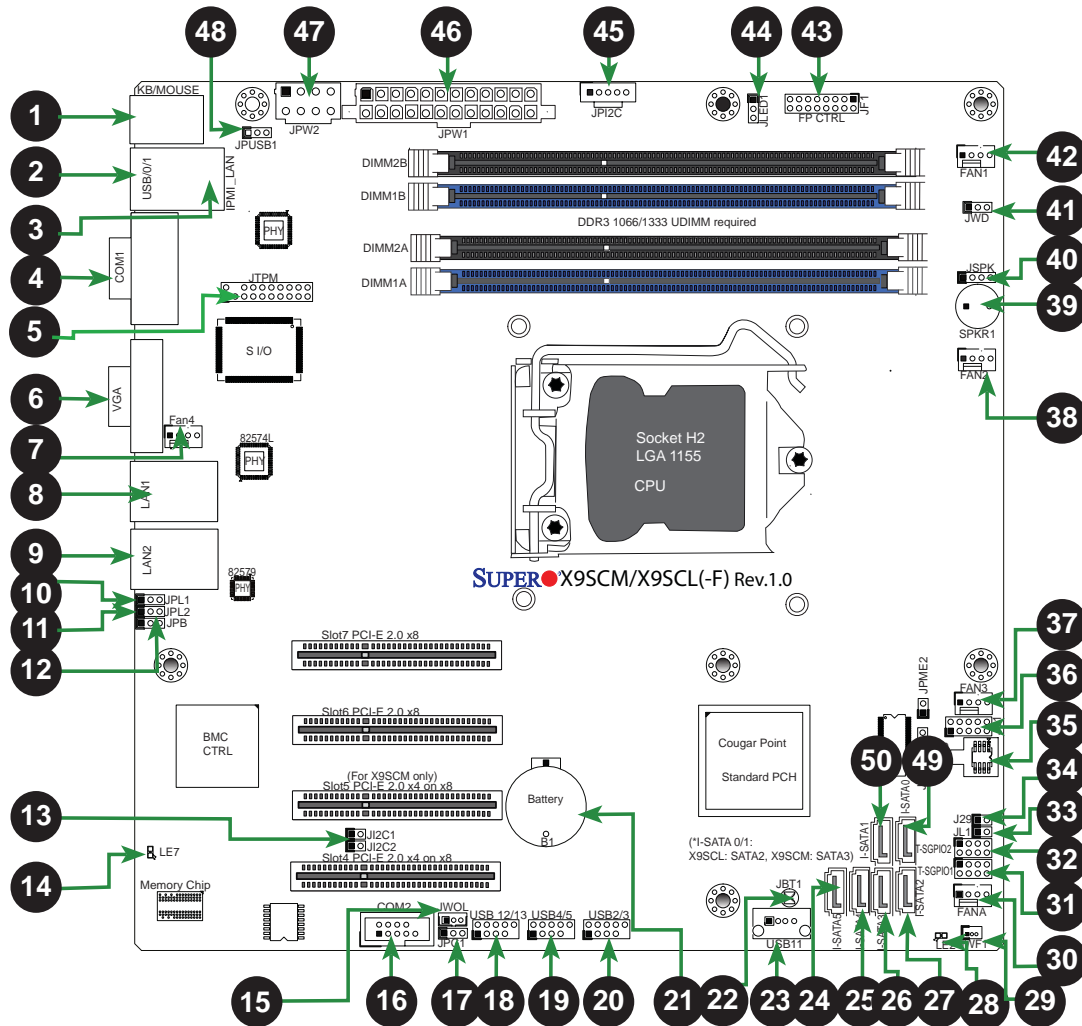 48
47
46
45
44
43
KB/MOUSE
1
JPUSB1
JPW2
JPW1
JPI2C
JLED1
FP CTRL
JF1
2
USB/0/1
IPMI_LAN
DIMM2B
FAN1
42
3
PHY
DIMM1B
DDR3 1066/1333 UDIMM required
JWD
41
4
COM1
DIMM2A
JTPM
DIMM1A
JSPK
40
5
39
S I/O
SPKR1
6
VGA
FAN2
38
7
Fan4
82574L
PHY
Socket H2
LGA 1155
CPU
8
LAN1
9
LAN2
82579
PHY
SUPER X9SCM/X9SCL(-F) Rev.1.0
10
JPL1
11
JPL2
JPB
12
Slot7 PCI-E 2.0 x8
37
JPME2
FAN3
36
BMC
CTRL
Slot6 PCI-E 2.0 x8
Cougar Point
Standard PCH
35
50
49
(For X9SCM only)
Slot5 PCI-E 2.0 x4 on x8
Battery
B1
I-SATA0
34
13
JI2C1
JI2C2
I-SATA1
J29
JL1
33
14
LE7
(*I-SATA 0/1:
X9SCL: SATA2, X9SCM: SATA3)
T-SGPIO2
32
Slot4 PCI-E 2.0 x4 on x8
T-SGPIO1
31
Memory Chip
JBT1
I-SATA2
FANA
COM2
JWOL
USB 12/13
USB4/5
USB2/3
I-SATA5
JPG1
USB11
30
15
16
17
18
19
20
21
22
23
24
25
26
27
28
29